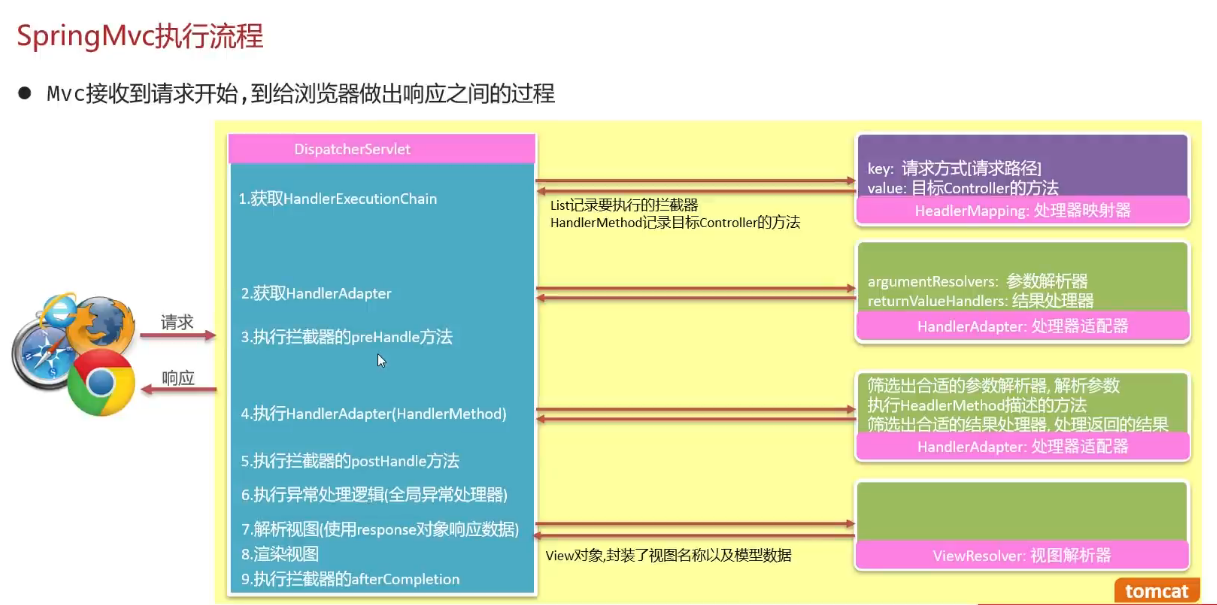 SpringMvc执行流程
● Mvc接收到请求开始,到给浏览器做出响应之间的过程
请求
响应
DispatcherServlet
1.获取HandlerExecutionChain
2.获取HandlerAdapter
3.执行拦截器的preHandle方法
4.执行HandlerAdapter(HandlerMethod)
5.执行拦截器的postHandle方法
6.执行异常处理逻辑(全局异常处理器)
7.解析视图(使用response对象响应数据)
8.渲染视图
9.执行拦截器的afterCompletion
List记录要执行的拦截器
HandlerMethod记录目标Controller的方法
View对象,封装了视图名称以及模型数据
key: 请求方式[请求路径]
value: 目标Controller的方法
HeadlerMapping: 处理器映射器
argumentResolvers: 参数解析器
returnValueHandlers: 结果处理器
HandlerAdapter: 处理器适配器
筛选出合适的参数解析器, 解析参数
执行HeadlerMethod描述的方法
筛选出合适的结果处理器, 处理返回的结果
HandlerAdapter: 处理器适配器
ViewResolver: 视图解析器
tomcat